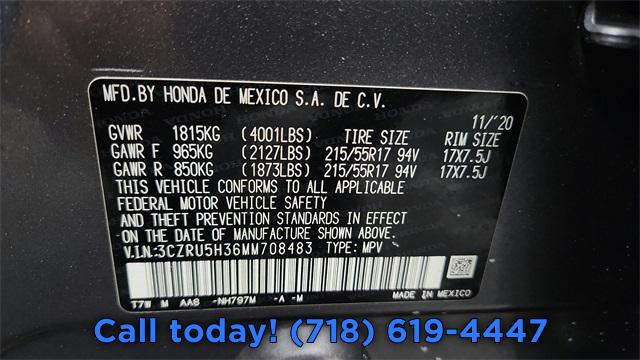 MFD.BY HONDA DE MEXICO S.A. DE C.V.
11/'20
GVWR 1815KG (4001LBS) TIRE SIZE RIM SIZE
GAWR F 965KG (2127LBS) 215/55R17 94V 17X7.5J
GAWR R 850KG (1873LBS) 215/55R17 94V 17X7.5J
THIS VEHICLE CONFORMS TO ALL APPLICABLE
FEDERAL MOTOR VEHICLE SAFETY
AND THEFT PREVENTION STANDARDS IN EFFECT
ON THE DATE OF MANUFACTURE SHOWN ABOVE.
V.I.N.:3CZRU5H36MM708483 TYPE: MPV
T7W M AA8 -NH797M -A -M
MADE IN MEXICO
Call today! (718) 619-4447